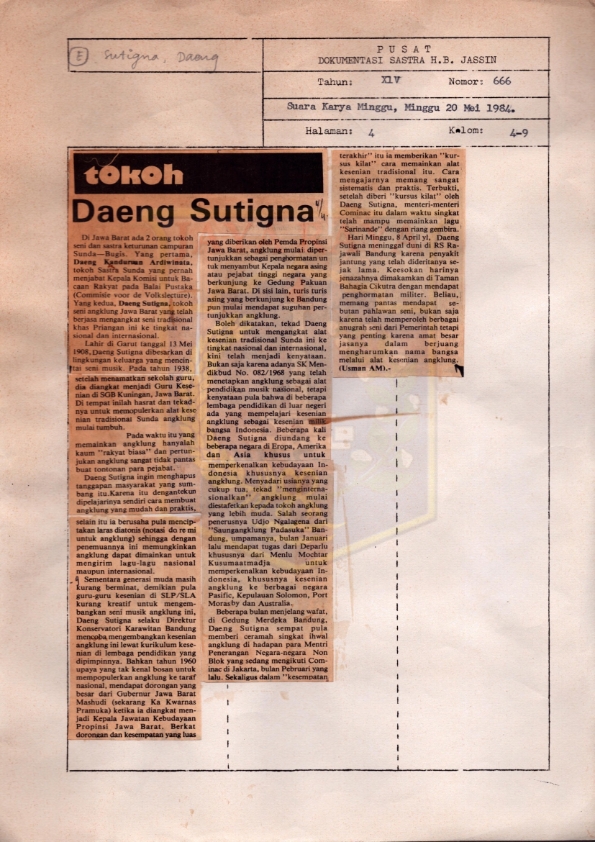 E Sutigna, Daeng
P U S A T
DOKUMENTASI SASTRA H.B. JASSIN
Tahun: XIV Nomor: 666
Suara Karya Minggu, Minggu 20 Mei 1984.
Halaman: 4 Kolom: 4-9
tokoh
Daeng Sutigna
Di Jawa Barat ada 2 orang tokoh
seni dan sastra keturunan campuran
Sunda—Bugis. Yang pertama,
Daeng Kanduruan Ardiwinata,
tokoh Sastra Sunda yang pernah
menjabat Kepala Komisi untuk Ba-
caan Rakyat pada Balai Pustaka
(Commisie voor de Volkslecture).
Yang kedua, Daeng Sutigna, tokoh
seni angklung Jawa Barat yang telah
berjasa mengangkat seni tradisional
khas Priangan ini ke tingkat na-
sional dan internasional.
Lahir di Garut tanggal 13 Mei
1908, Daeng Sutigna dibesarkan di
lingkungan keluarga yang mencin-
tai seni musik. Pada tahun 1938,
setelah menamatkan sekolah guru,
dia diangkat menjadi Guru Kese-
nian di SGB Kuningan, Jawa Barat.
Di tempat inilah hasrat dan tekad-
nya untuk mempopulerkan alat kese
nian tradisional Sunda angklung
mulai tumbuh.
Pada waktu itu yang
memainkan angklung hanyalah
kaum "rakyat biasa" dan pertun-
jukan angklung sangat tidak pantas
buat tontonan para pejabat.
Daeng Sutigna ingin menghapus
tanggapan masyarakat yang sum-
bang itu.Karena itu dengantekun
dipelajarinya sendiri cara membuat
angklung yang mudah dan praktis,
selain itu ia berusaha pula mencip-
takan laras diatonis (notasi do re mi
untuk angklung) sehingga dengan
penemuannya ini memungkinkan
angklung dapat dimainkan untuk
mengirim lagu-lagu nasional
maupun internasional.
Sementara generasi muda masih
kurang berminat, demikian pula
guru-guru kesenian di SLP/SLA
kurang kreatif untuk mengem-
bangkan seni musik angklung ini,
Daeng Sutigna selaku Direktur
Konservatori Karawitan Bandung
mencoba mengembangkan kesenian
angklung ini lewat kurikulum kese-
nian di lembaga pendidikan yang
dipimpinnya. Bahkan tahun 1960
upaya yang tak kenal bosan untuk
mempopulerkan angklung ke taraf
nasional, mendapat dorongan yang
besar dari Gubernur Jawa Barat
Mashudi (sekarang Ka Kwarnas
Pramuka) ketika ia diangkat men-
jadi Kepala Jawatan Kebudayaan
Propinsi Jawa Barat. Berkat
dorongan dan kesempatan yang luas
yang diberikan oleh Pemda Propinsi
Jawa Barat, angklung mulai diper-
tunjukkan sebagai penghormatan un
tuk menyambut Kepala negara asing
atau pejabat tinggi negara yang
berkunjung ke Gedung Pakuan
Jawa Barat. Di sisi lain, turis turis
asing yang berkunjung ke Bandung
pun mulai mendapat suguhan per-
tunjukkan angklung.
Boleh dikatakan, tekad Daeng
Sutigna untuk mengangkat alat
kesenian tradisional Sunda ini ke
tingkat nasional dan internasional,
kini telah menjadi kenyataan.
Bukan saja karena adanya SK Men-
dikbud No. 082/1968 yang telah
menetapkan angklung sebagai alat
pendidikan musik nasional, tetapi
kenyataan pula bahwa di beberapa
lembaga pendidikan di luar negeri
ada yang mempelajari kesenian
angklung sebagai kesenian milik
bangsa Indonesia. Beberapa kali
Daeng Sutigna diundang ke
beberapa negara di Eropa, Amerika
dan Asia khusus untuk
memperkenalkan kebudayaan In-
donesia khususnya kesenian
angklung. Menyadari usianya yang
cukup tua, tekad "menginterna-
sionalkan" angklung mulai
diestafetkan kepada tokoh angklung
yang lebih muda. Salah seorang
penerusnya Udjo Ngalagena dari
"Saungangklung Padasuka" Ban-
dung, umpamanya, bulan Januari
lalu mendapat tugas dari Deparlu
khususnya dari Menlu Mochtar
Kusumaatmadja untuk
memperkenalkan kebudayaan In-
donesia, khususnya kesenian
angklung ke berbagai negara
Pasific, Kepulauan Solomon, Port
Morasby dan Australia.
Beberapa bulan menjelang wafat,
di Gedung Merdeka Bandung,
Daeng Sutigna sempat pula
memberi ceramah singkat ihwal
angklung di hadapan para Mentri
Penerangan Negara-negara Non
Blok yang sedang mengikuti Com-
inac di Jakarta, bulan Pebruari yang
lalu. Sekaligus dalam "kesempatan
terakhir" itu ia memberikan "kur-
sus kilat" cara memainkan alat
kesenian tradisional itu. Cara
mengajarnya memang sangat
sistematis dan praktis. Terbukti,
setelah diberi "kursus kilat" oleh
Daeng Sutigna, menteri-menteri
Cominac itu dalam waktu singkat
telah mampu memainkan lagu
"Sarinande" dengan riang gembira.
Hari Minggu, 8 April yl, Daeng
Sutigna meninggal duni di RS Ra-
jawali Bandung karena penyakit
jantung yang telah dideritanya se-
jak lama. Keesokan harinya
jenazahnya dimakamkan di Taman
Bahagia Cikutra dengan mendapat
penghormatan militer. Beliau,
memang pantas mendapat se-
butan pahlawan seni, bukan saja
karena telah memperoleh berbagai
anugrah seni dari Pemerintah tetapi
yang penting karena amat besar
jasanya dalam berjuang
mengharumkan nama bangsa
melalui alat kesenian angklung.
(Usman AM).-